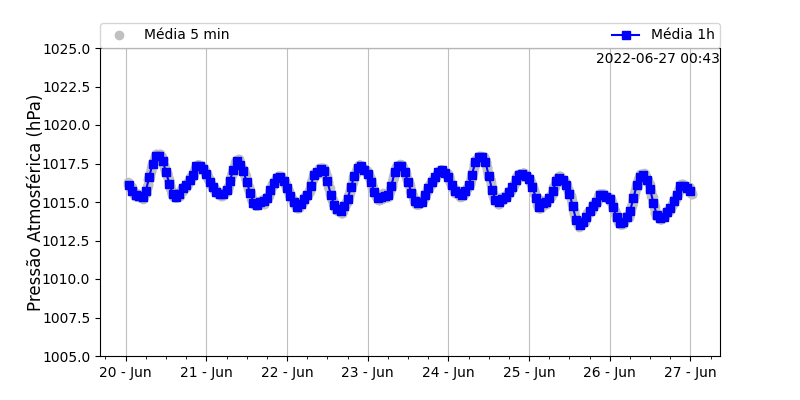 Média 5 min
Média 1h
2022-06-27 00:43
Pressão Atmosférica (hPa)
1025.0
1022.5
1020.0
1017.5
1015.0
1012.5
1010.0
1007.5
1005.0
20 - Jun
21 - Jun
22 - Jun
23 - Jun
24 - Jun
25 - Jun
26 - Jun
27 - Jun